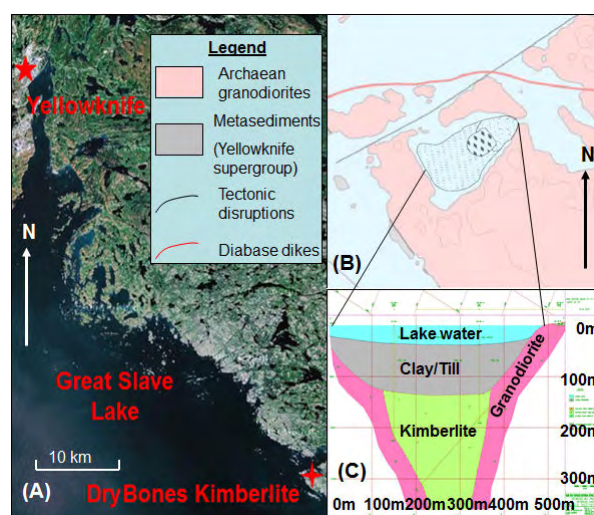 Legend
Archaean
granodiorites
Metasediments
(Yellowknife
supergroup)
Tectonic
disruptions
Diabase dikes
Yellowknife
N
Great Slave
Lake
10 km
(A)
DryBones Kimberlite
N
(B)
Lake water
Clay/Till
Granodiorite
Kimberlite
(C)
0m
100m
200m
300m
0m 100m 200m 300m 400m 500m